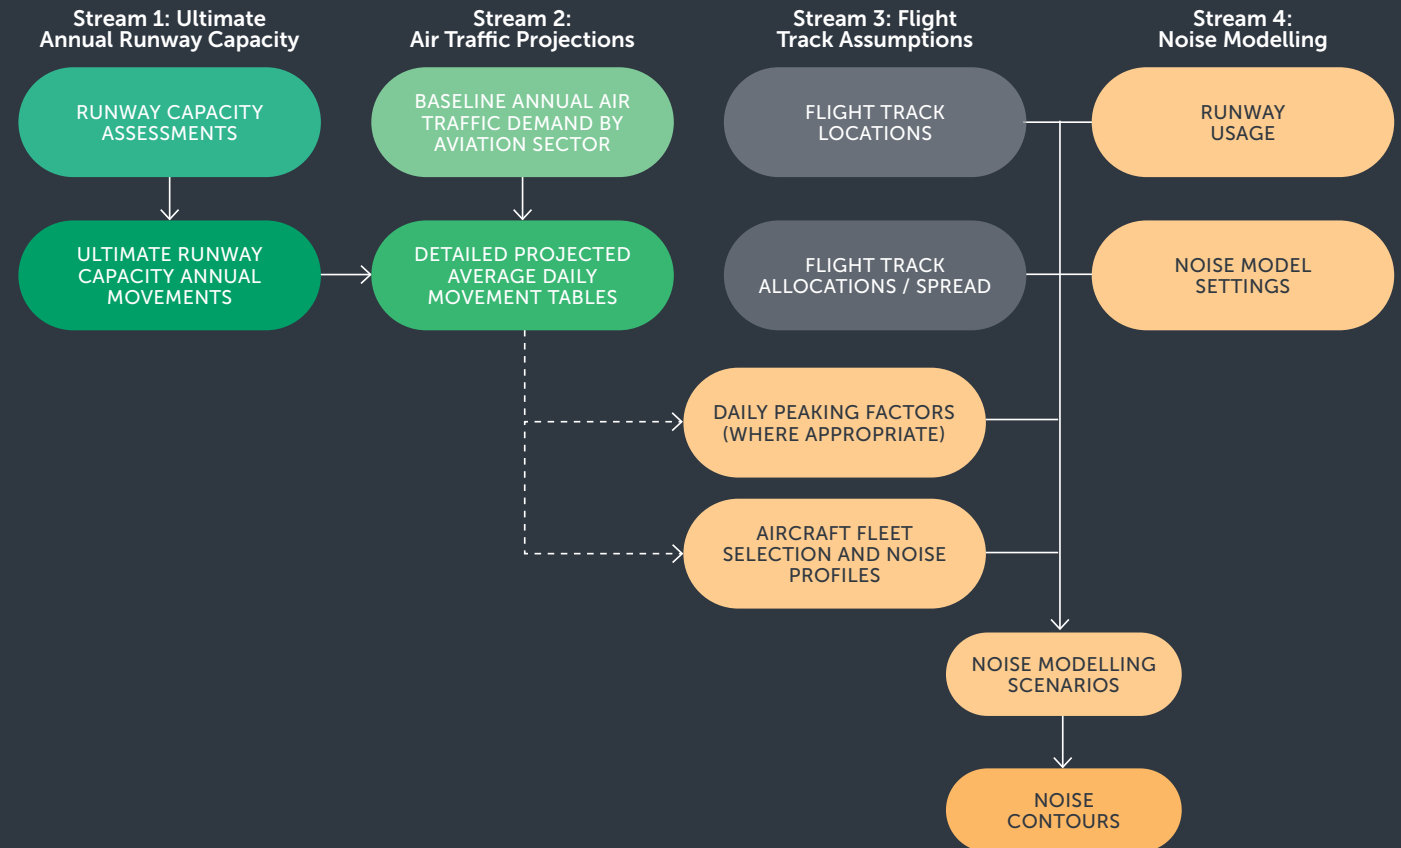 Stream 1: Ultimate
Annual Runway Capacity
Stream 2:
Air Traffic Projections
Stream 3: Flight
Track Assumptions
Stream 4:
Noise Modelling
RUNWAY CAPACITY
ASSESSMENTS
BASELINE ANNUAL AIR
TRAFFIC DEMAND BY
AVIATION SECTOR
FLIGHT TRACK
LOCATIONS
RUNWAY
USAGE
ULTIMATE RUNWAY
CAPACITY ANNUAL
MOVEMENTS
DETAILED PROJECTED
AVERAGE DAILY
MOVEMENT TABLES
FLIGHT TRACK
ALLOCATIONS / SPREAD
NOISE MODEL
SETTINGS
DAILY PEAKING FACTORS
(WHERE APPROPRIATE)
AIRCRAFT FLEET
SELECTION AND NOISE
PROFILES
NOISE MODELLING
SCENARIOS
NOISE
CONTOURS